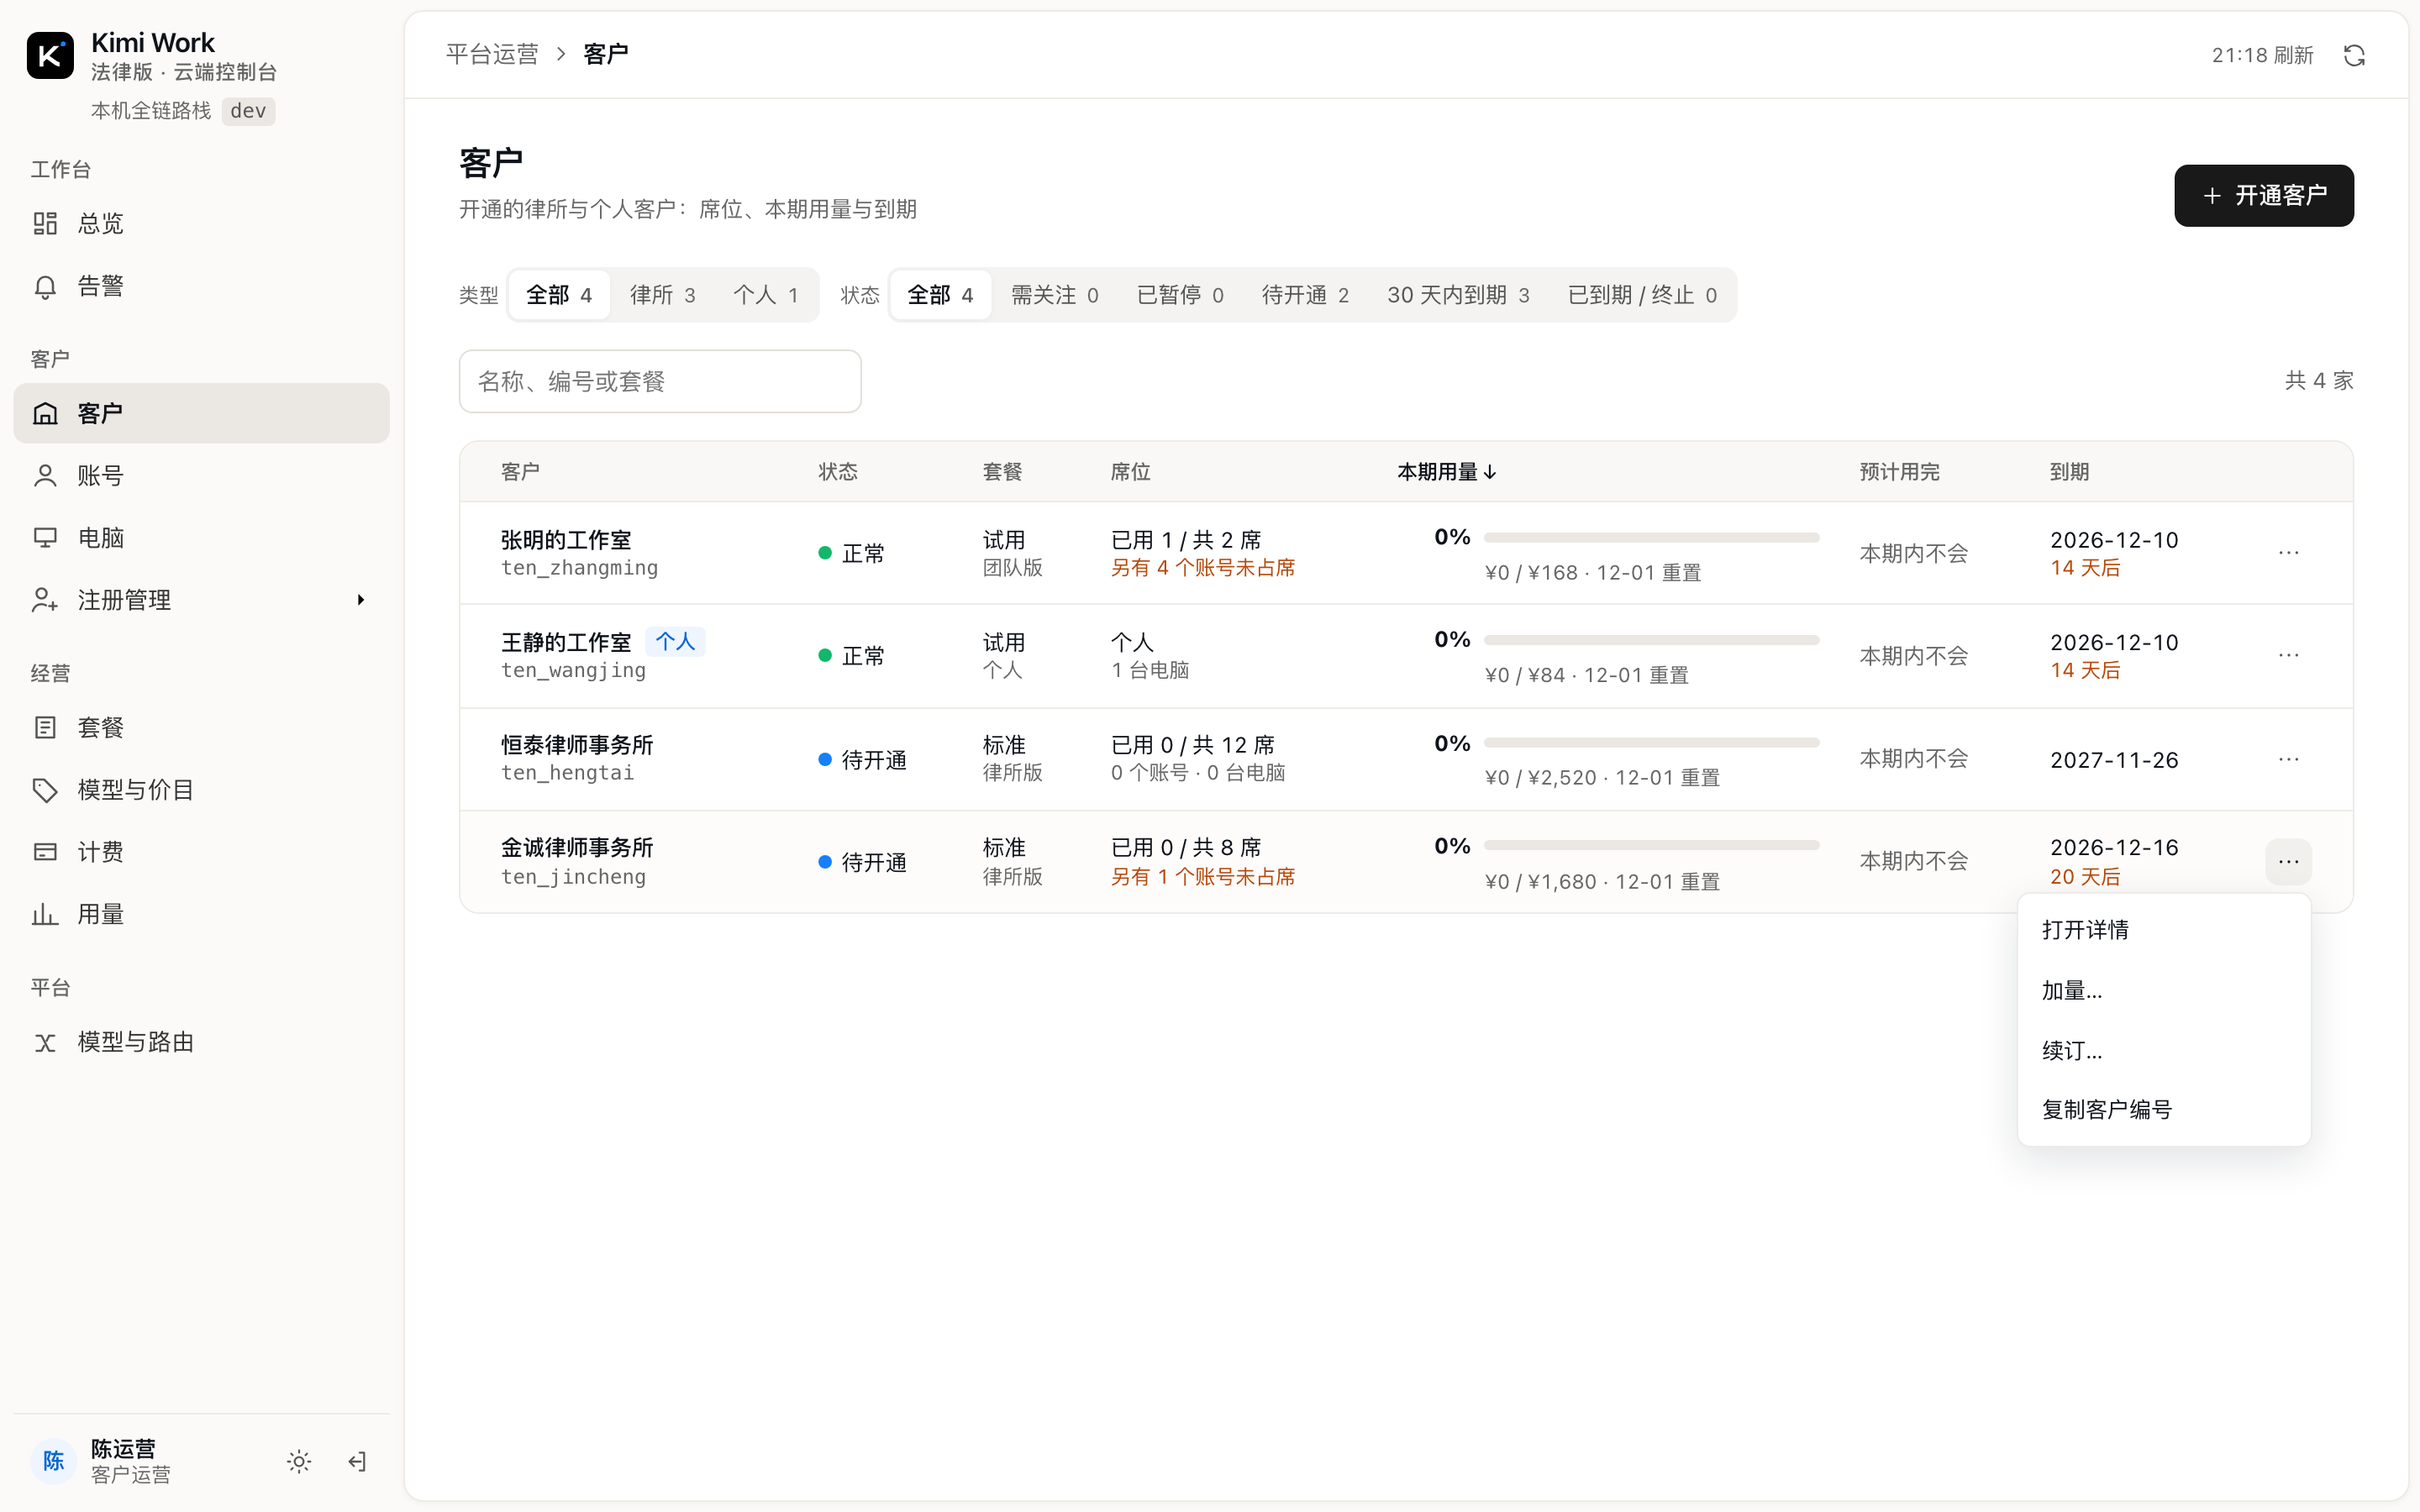 Kimi Work
法律版 · 云端控制台
本机全链路栈 dev
工作台
总览
告警
客户
客户
账号
电脑
注册管理
经营
套餐
模型与价目
计费
用量
平台
模型与路由
陈 陈运营
客户运营
平台运营 > 客户
21:18 刷新
客户
开通的律所与个人客户：席位、本期用量与到期
+ 开通客户
类型 全部 4 律所 3 个人 1 状态 全部 4 需关注 0 已暂停 0 待开通 2 30 天内到期 3 已到期 / 终止 0
名称、编号或套餐
共 4 家
客户 状态 套餐 席位 本期用量↓ 预计用完 到期
张明的工作室 正常 试用 已用 1 / 共 2 席 0% 本期内不会 2026-12-10 ···
ten_zhangming 团队版 另有 4 个账号未占席 ¥0 / ¥168 · 12-01 重置 14 天后
王静的工作室 个人 正常 试用 个人 0% 本期内不会 2026-12-10 ···
ten_wangjing 个人 1 台电脑 ¥0 / ¥84 · 12-01 重置 14 天后
恒泰律师事务所 待开通 标准 已用 0 / 共 12 席 0% 本期内不会 2027-11-26 ···
ten_hengtai 律所版 0 个账号 · 0 台电脑 ¥0 / ¥2,520 · 12-01 重置
金诚律师事务所 待开通 标准 已用 0 / 共 8 席 0% 本期内不会 2026-12-16 ···
ten_jincheng 律所版 另有 1 个账号未占席 ¥0 / ¥1,680 · 12-01 重置 20 天后
打开详情
加量...
续订...
复制客户编号